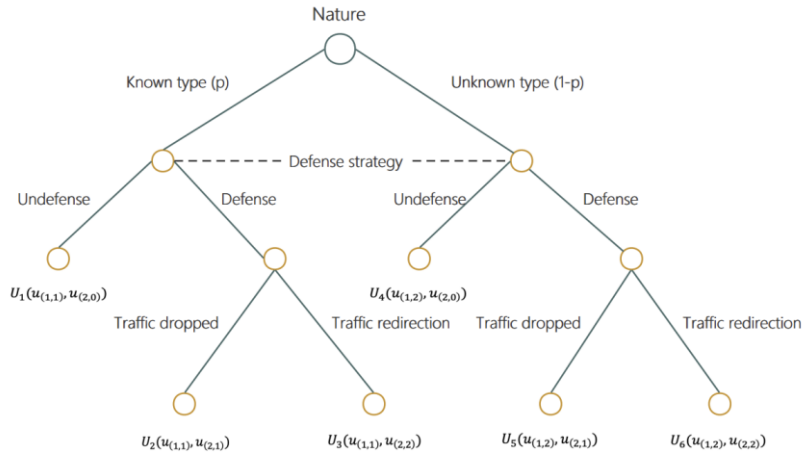 Nature
Known type (p)
Unknown type (1-p)
Defense strategy
Undefense
Defense
Undefense
Defense
U₁(u₍₁,₁₎, u₍₂,₀₎)
U₄(u₍₁,₂₎, u₍₂,₀₎)
Traffic dropped
Traffic redirection
Traffic dropped
Traffic redirection
U₂(u₍₁,₁₎, u₍₂,₁₎)
U₃(u₍₁,₁₎, u₍₂,₂₎)
U₅(u₍₁,₂₎, u₍₂,₁₎)
U₆(u₍₁,₂₎, u₍₂,₂₎)